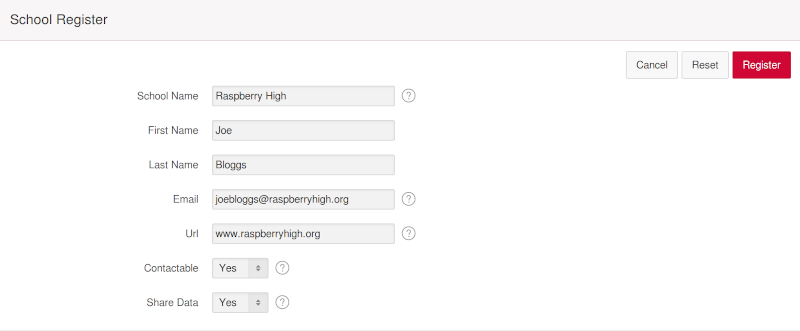 School Register
Cancel Reset Register
School Name Raspberry High ?
First Name Joe
Last Name Bloggs
Email joebloggs@raspberryhigh.org ?
Url www.raspberryhigh.org ?
Contactable Yes ?
Share Data Yes ?